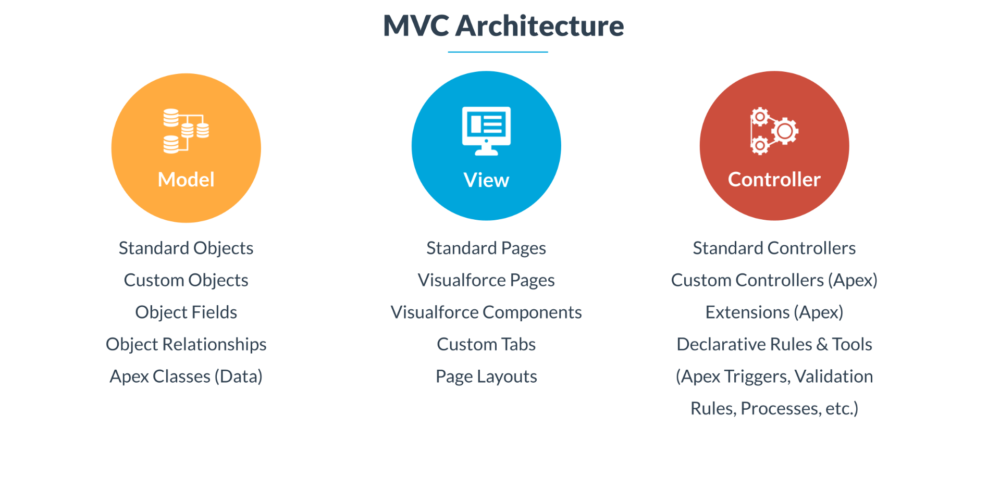 MVC Architecture
Model
Standard Objects
Custom Objects
Object Fields
Object Relationships
Apex Classes (Data)
View
Standard Pages
Visualforce Pages
Visualforce Components
Custom Tabs
Page Layouts
Controller
Standard Controllers
Custom Controllers (Apex)
Extensions (Apex)
Declarative Rules & Tools
(Apex Triggers, Validation
Rules, Processes, etc.)